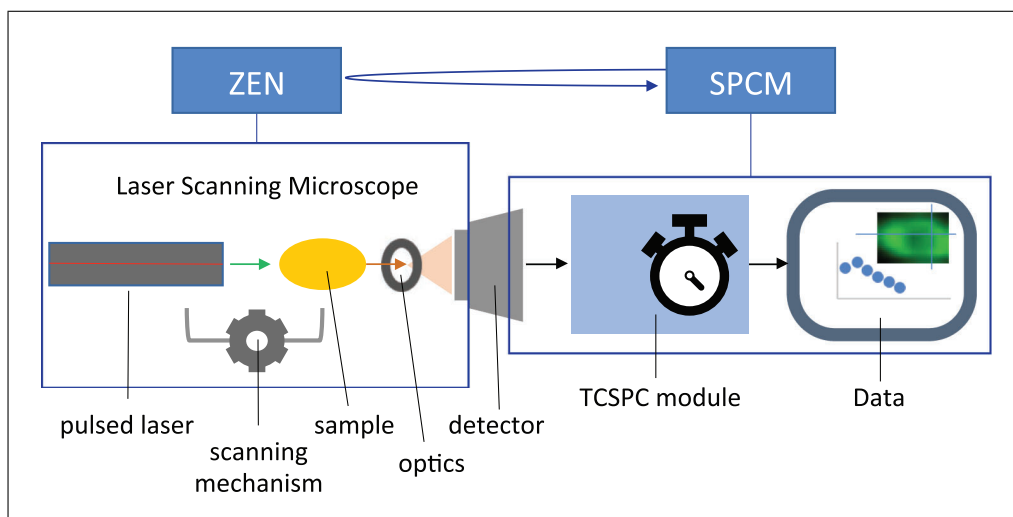 ZEN
SPCM
Laser Scanning Microscope
pulsed laser
scanning
mechanism
sample
optics
detector
TCSPC module
Data